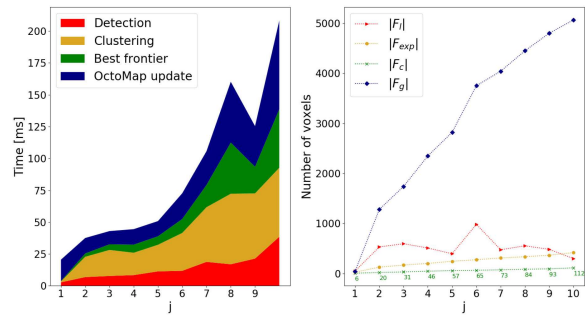 Detection
Clustering
Best frontier
OctoMap update
Time [ms]
200
175
150
125
100
75
50
25
0
1 2 3 4 5 6 7 8 9
j
|F_l|
|F_exp|
|F_c|
|F_g|
Number of voxels
5000
4000
3000
2000
1000
0
6 20 31 46 57 65 73 84 93 112
1 2 3 4 5 6 7 8 9 10
j